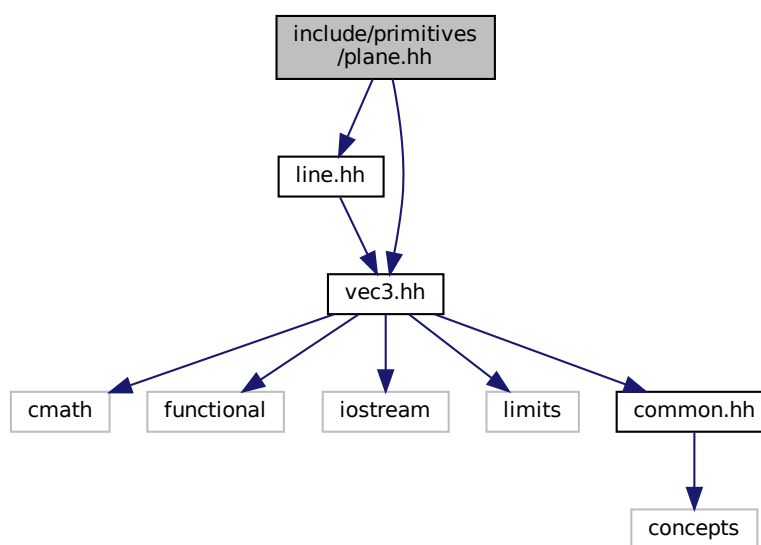 include/primitives
/plane.hh
line.hh
vec3.hh
cmath
functional
iostream
limits
common.hh
concepts